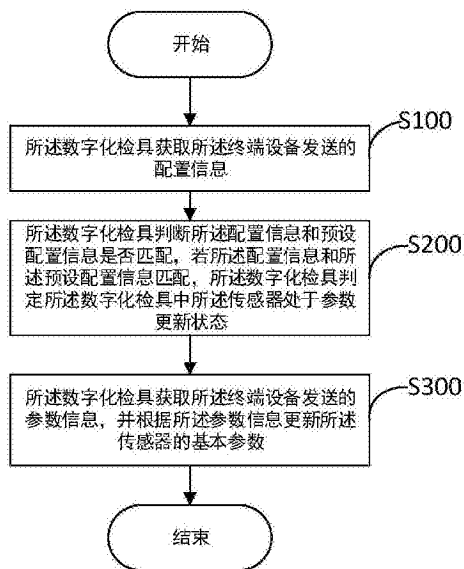 开始
S100
所述数字化检具获取所述终端设备发送的
配置信息
S200
所述数字化检具判断所述配置信息和预设
配置信息是否匹配，若所述配置信息和所
述预设配置信息匹配，所述数字化检具判
定所述数字化检具中所述传感器处于参数
更新状态
S300
所述数字化检具获取所述终端设备发送的
参数信息，并根据所述参数信息更新所述
传感器的基本参数
结束